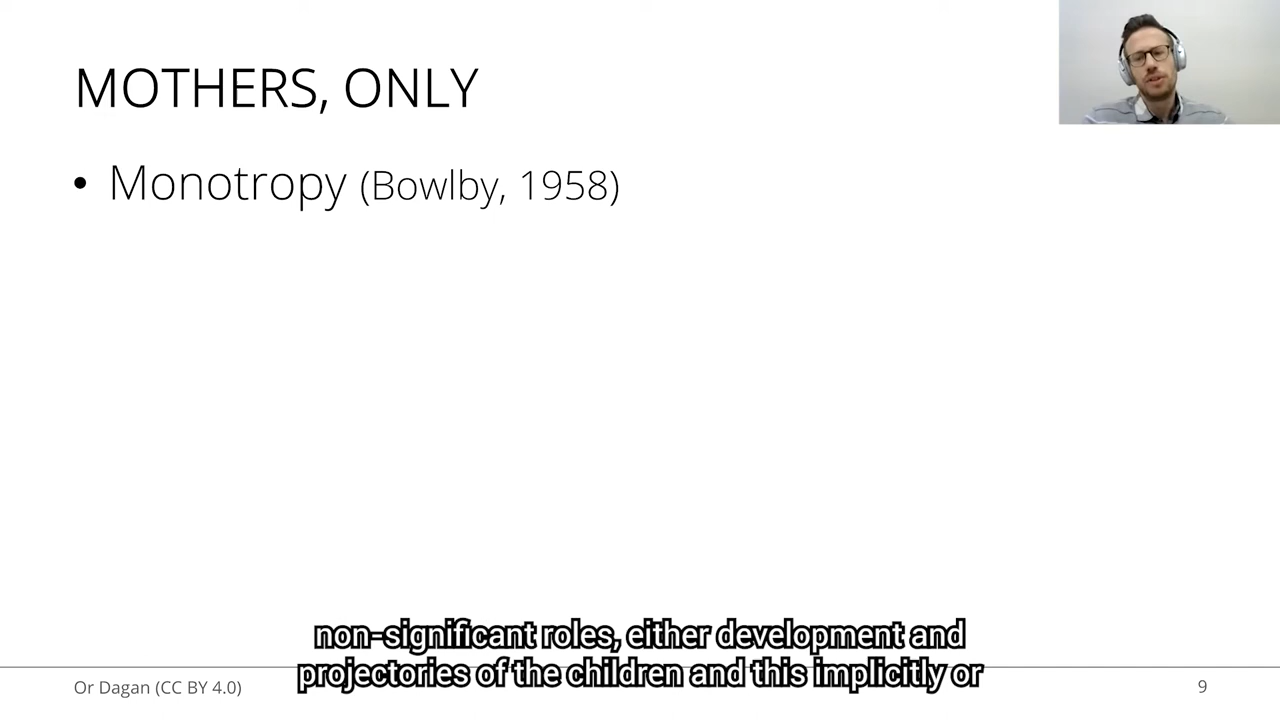 MOTHERS, ONLY
• Monotropy (Bowlby, 1958)
non-significant roles, either development and
projectories of the children and this implicitly or
Or Dagan (CC BY 4.0)
9